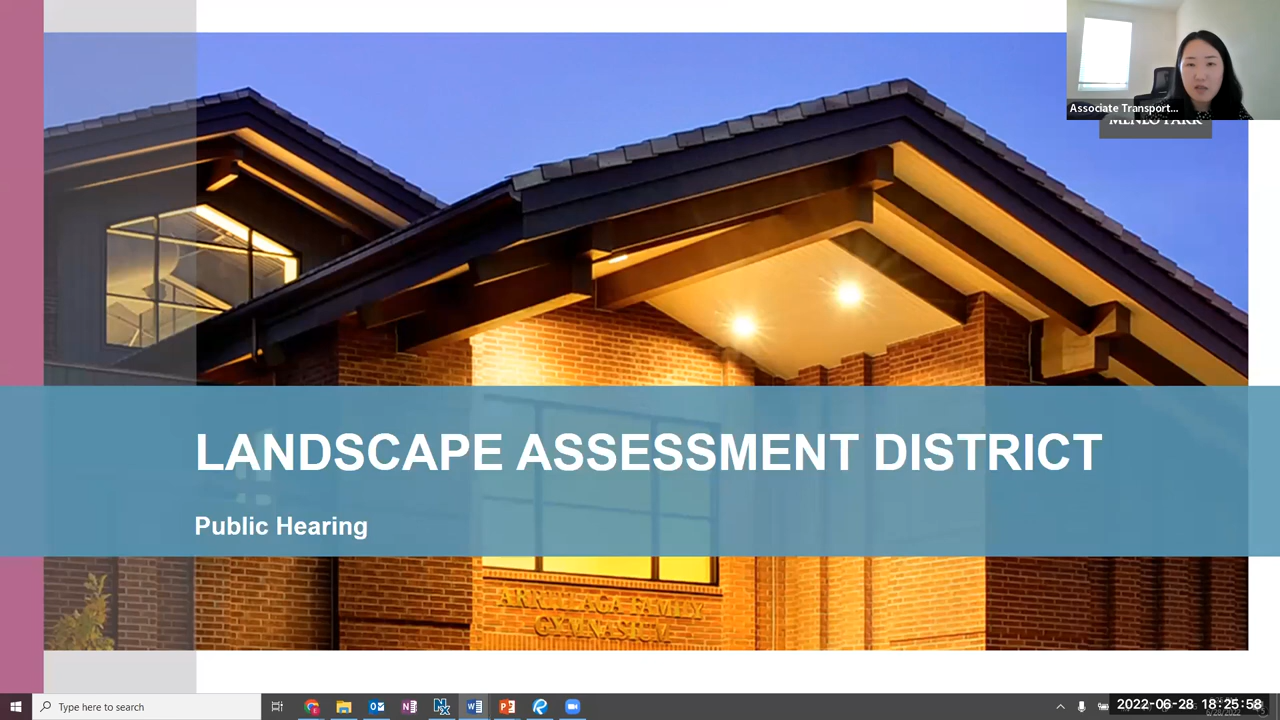 Associate Transport...
MENLO PARK
LANDSCAPE ASSESSMENT DISTRICT
Public Hearing
ARRILLAGA FAMILY
GYMNASIUM
Type here to search
2022-06-28 18:25:58